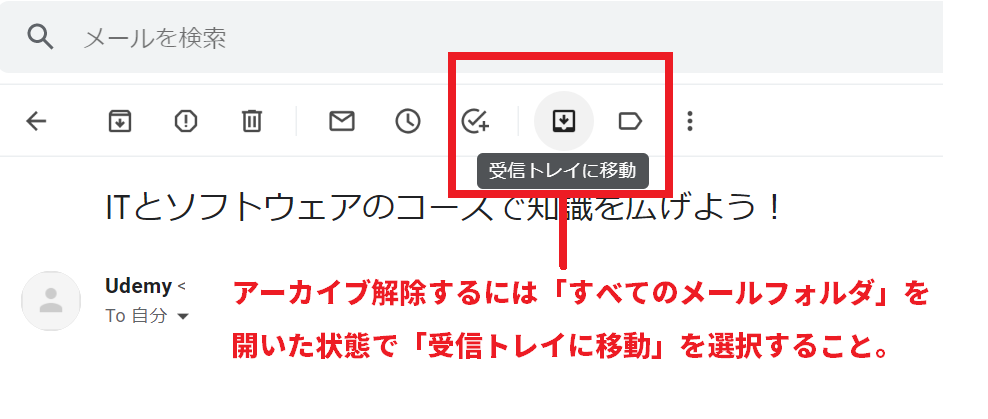 メールを検索
受信トレイに移動
ITとソフトウェアのコースで知識を広げよう！
Udemy <
To 自分
アーカイブ解除するには「すべてのメールフォルダ」を
開いた状態で「受信トレイに移動」を選択すること。